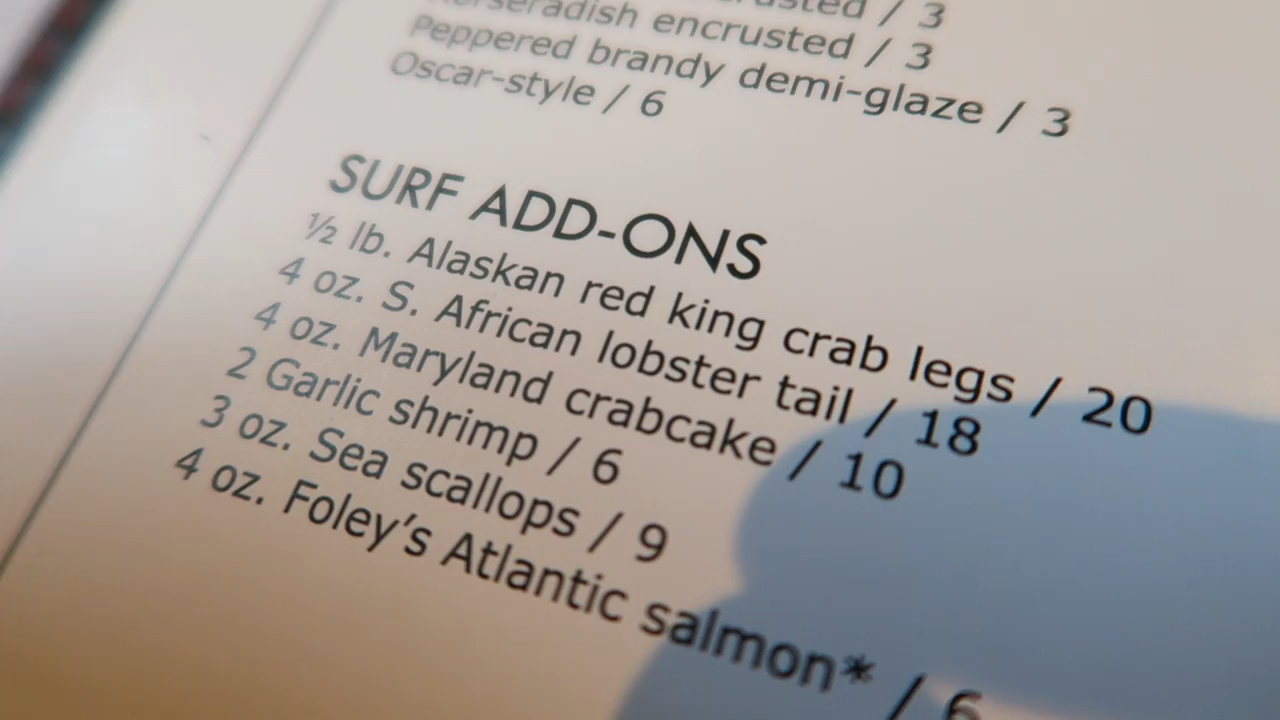 encrusted / 3
Peppered brandy demi-glaze / 3
Oscar-style / 6
SURF ADD-ONS
½ lb. Alaskan red king crab legs / 20
4 oz. S. African lobster tail / 18
4 oz. Maryland crabcake / 10
2 Garlic shrimp / 6
3 oz. Sea scallops / 9
4 oz. Foley's Atlantic salmon* / 6